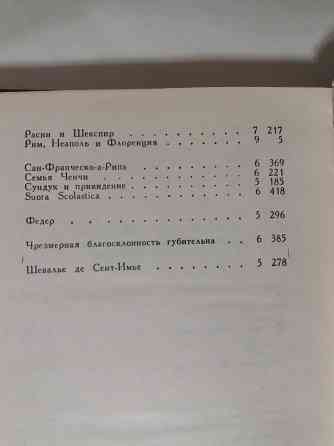 Расин и Шекспир . . . . . . . . . . 7 217
Рим, Неаполь и Флоренция . . . . . . . 9 5
Сан-Франческо-а-Рипа . . . . . . . . . 6 369
Семья Ченчи . . . . . . . . . . . 6 221
Сундук и привидение . . . . . . . . . 5 185
Suora Scolastica . . . . . . . . . . . 6 418
Федер . . . . . . . . . . . . . 5 296
Чрезмерная благосклонность губительна . . 6 385
Шевалье де Сент-Имье . . . . . . . . 5 278